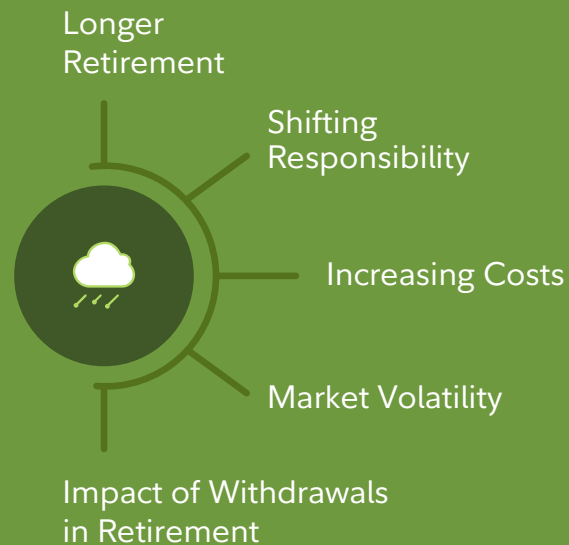 Longer
Retirement
Shifting
Responsibility
Increasing Costs
Market Volatility
Impact of Withdrawals
in Retirement